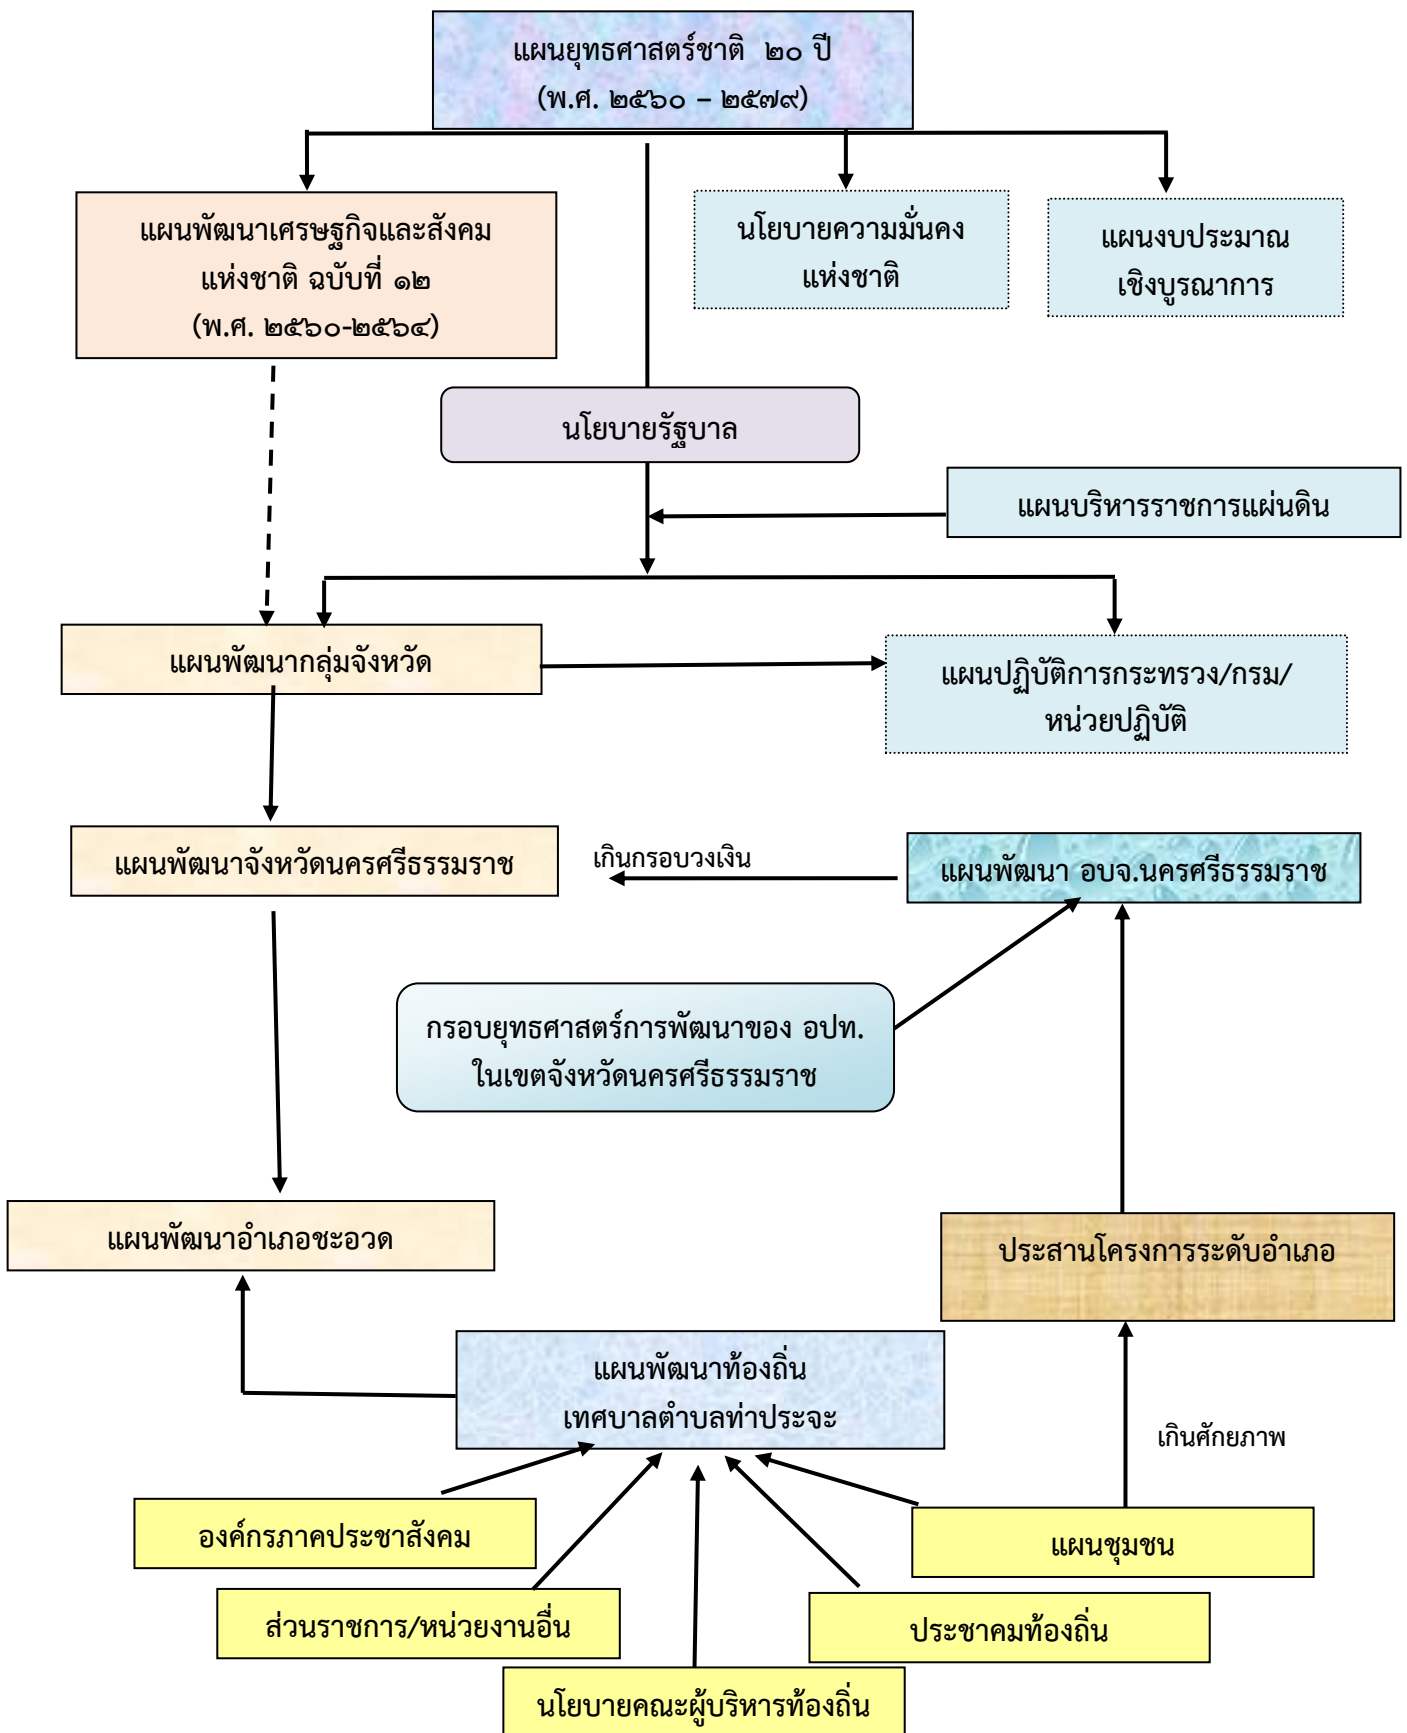 แผนยุทธศาสตร์ชาติ ๒๐ ปี
(พ.ศ. ๒๕๖๐ – ๒๕๗๙)
แผนพัฒนาเศรษฐกิจและสังคม
แห่งชาติ ฉบับที่ ๑๒
(พ.ศ. ๒๕๖๐-๒๕๖๔)
นโยบายความมั่นคง
แห่งชาติ
แผนงบประมาณ
เชิงบูรณาการ
นโยบายรัฐบาล
แผนบริหารราชการแผ่นดิน
แผนพัฒนากลุ่มจังหวัด
แผนปฏิบัติการกระทรวง/กรม/
หน่วยปฏิบัติ
แผนพัฒนาจังหวัดนครศรีธรรมราช
เกินกรอบวงเงิน
แผนพัฒนา อบจ.นครศรีธรรมราช
กรอบยุทธศาสตร์การพัฒนาของ อปท.
ในเขตจังหวัดนครศรีธรรมราช
แผนพัฒนาอำเภอชะอวด
ประสานโครงการระดับอำเภอ
แผนพัฒนาท้องถิ่น
เทศบาลตำบลท่าประจะ
เกินศักยภาพ
องค์กรภาคประชาสังคม
แผนชุมชน
ส่วนราชการ/หน่วยงานอื่น
ประชาคมท้องถิ่น
นโยบายคณะผู้บริหารท้องถิ่น